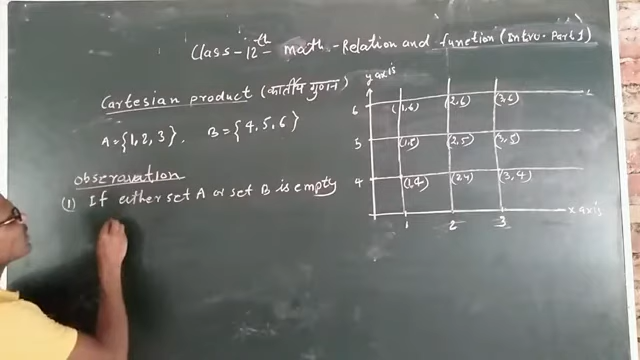 Class-12th math-Relation and function (Intro. Part 1)
Cartesian product (कार्तीय गुणन)
A={1,2,3}. B={4,5,6}
observation
(1) If either set A or set B is empty
y axis
6 (1,6) (2,6) (3,6)
5 (1,5) (2,5) (3,5)
4 (1,4) (2,4) (3,4)
x axis
1 2 3